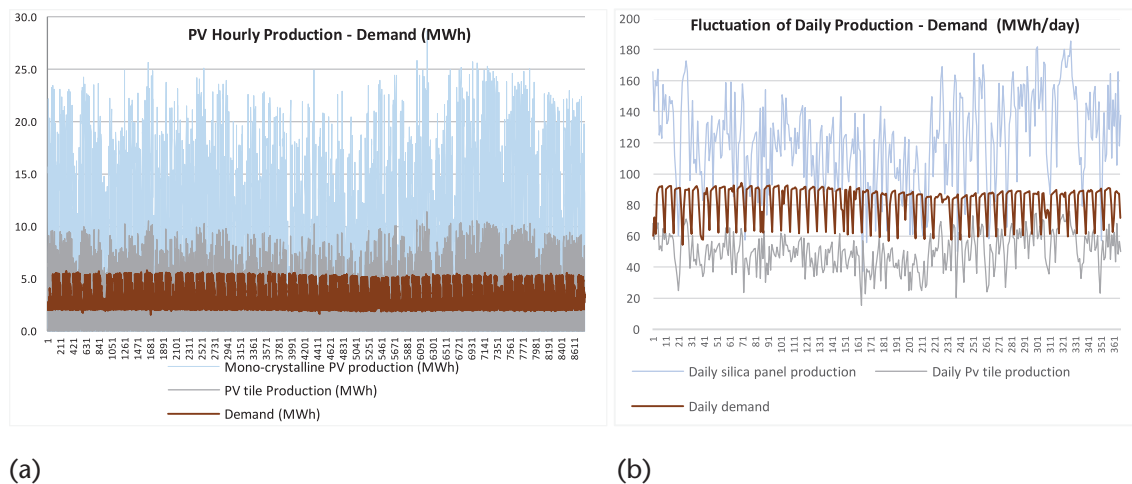 PV Hourly Production - Demand (MWh)
30.0
25.0
20.0
15.0
10.0
5.0
0.0
1 211 421 631 841 1051 1261 1471 1681 1891 2101 2311 2521 2731 2941 3151 3361 3571 3781 3991 4201 4411 4621 4831 5041 5251 5461 5671 5881 6091 6301 6511 6721 6931 7141 7351 7561 7771 7981 8191 8401 8611
Mono-crystalline PV production (MWh)
PV tile Production (MWh)
Demand (MWh)
(a)
Fluctuation of Daily Production - Demand (MWh/day)
200
180
160
140
120
100
80
60
40
20
0
1 11 21 31 41 51 61 71 81 91 101 111 121 131 141 151 161 171 181 191 201 211 221 231 241 251 261 271 281 291 301 311 321 331 341 351 361
Daily silica panel production
Daily Pv tile production
Daily demand
(b)